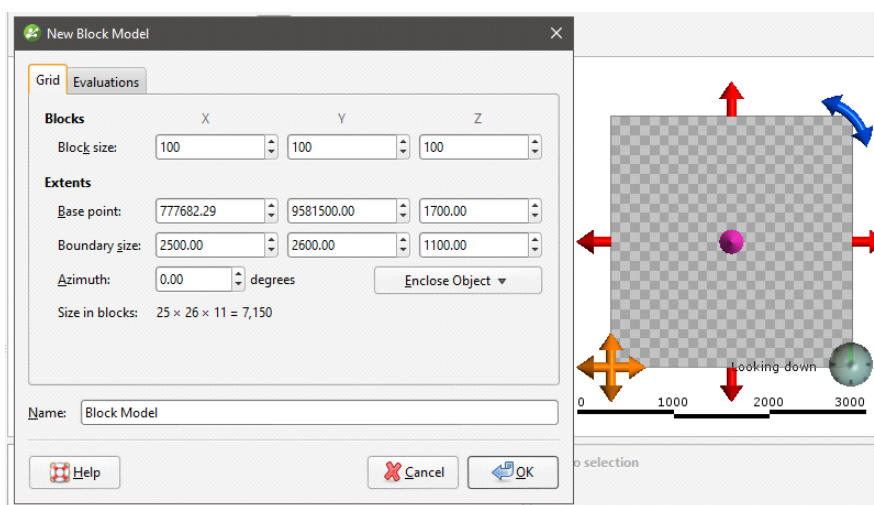 New Block Model
Grid Evaluations
Blocks X Y Z
Block size: 100 100 100
Extents
Base point: 777682.29 9581500.00 1700.00
Boundary size: 2500.00 2600.00 1100.00
Azimuth: 0.00 degrees Enclose Object
Size in blocks: 25 × 26 × 11 = 7,150
Looking down
0 1000 2000 3000
Name: Block Model
Help Cancel OK
selection